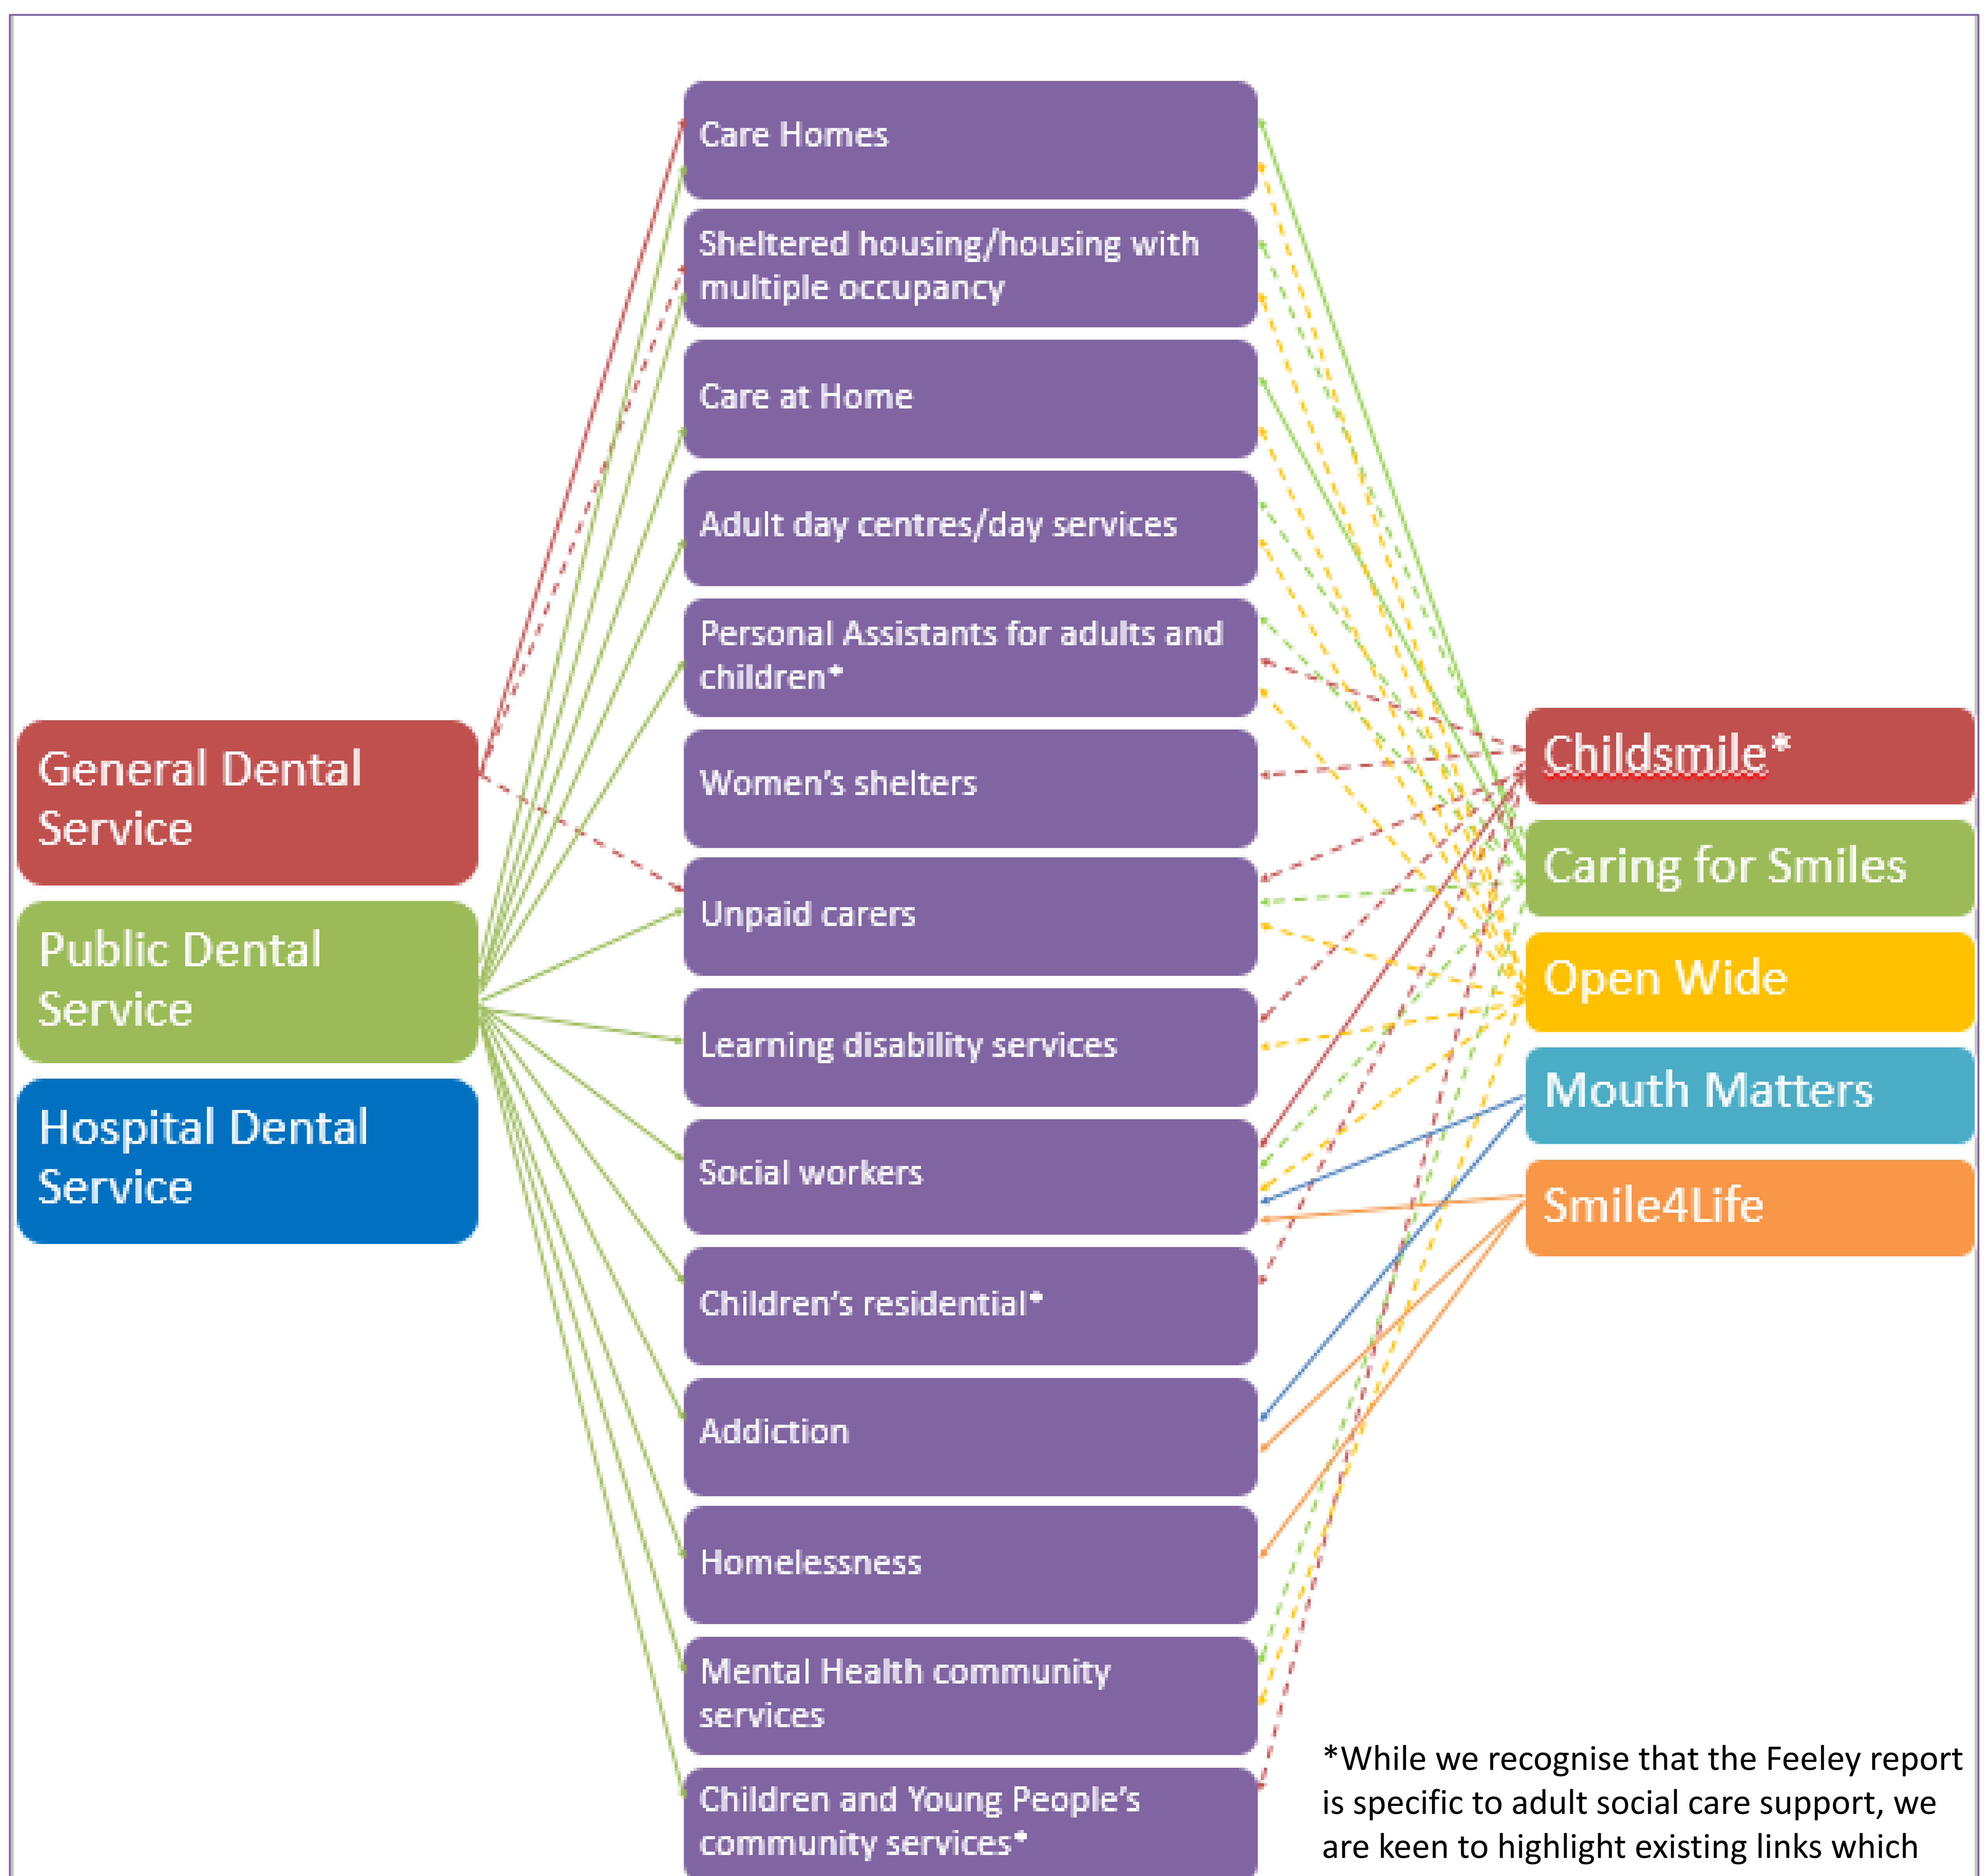 General Dental
Service
Public Dental
Service
Hospital Dental
Service
Care Homes
Sheltered housing/housing with
multiple occupancy
Care at Home
Adult day centres/day services
Personal Assistants for adults and
children*
Women's shelters
Unpaid carers
Learning disability services
Social workers
Children's residential*
Addiction
Homelessness
Mental Health community
services
Children and Young People's
community services*
Childsmile*
Caring for Smiles
Open Wide
Mouth Matters
Smile4Life
*While we recognise that the Feeley report
is specific to adult social care support, we
are keen to highlight existing links which